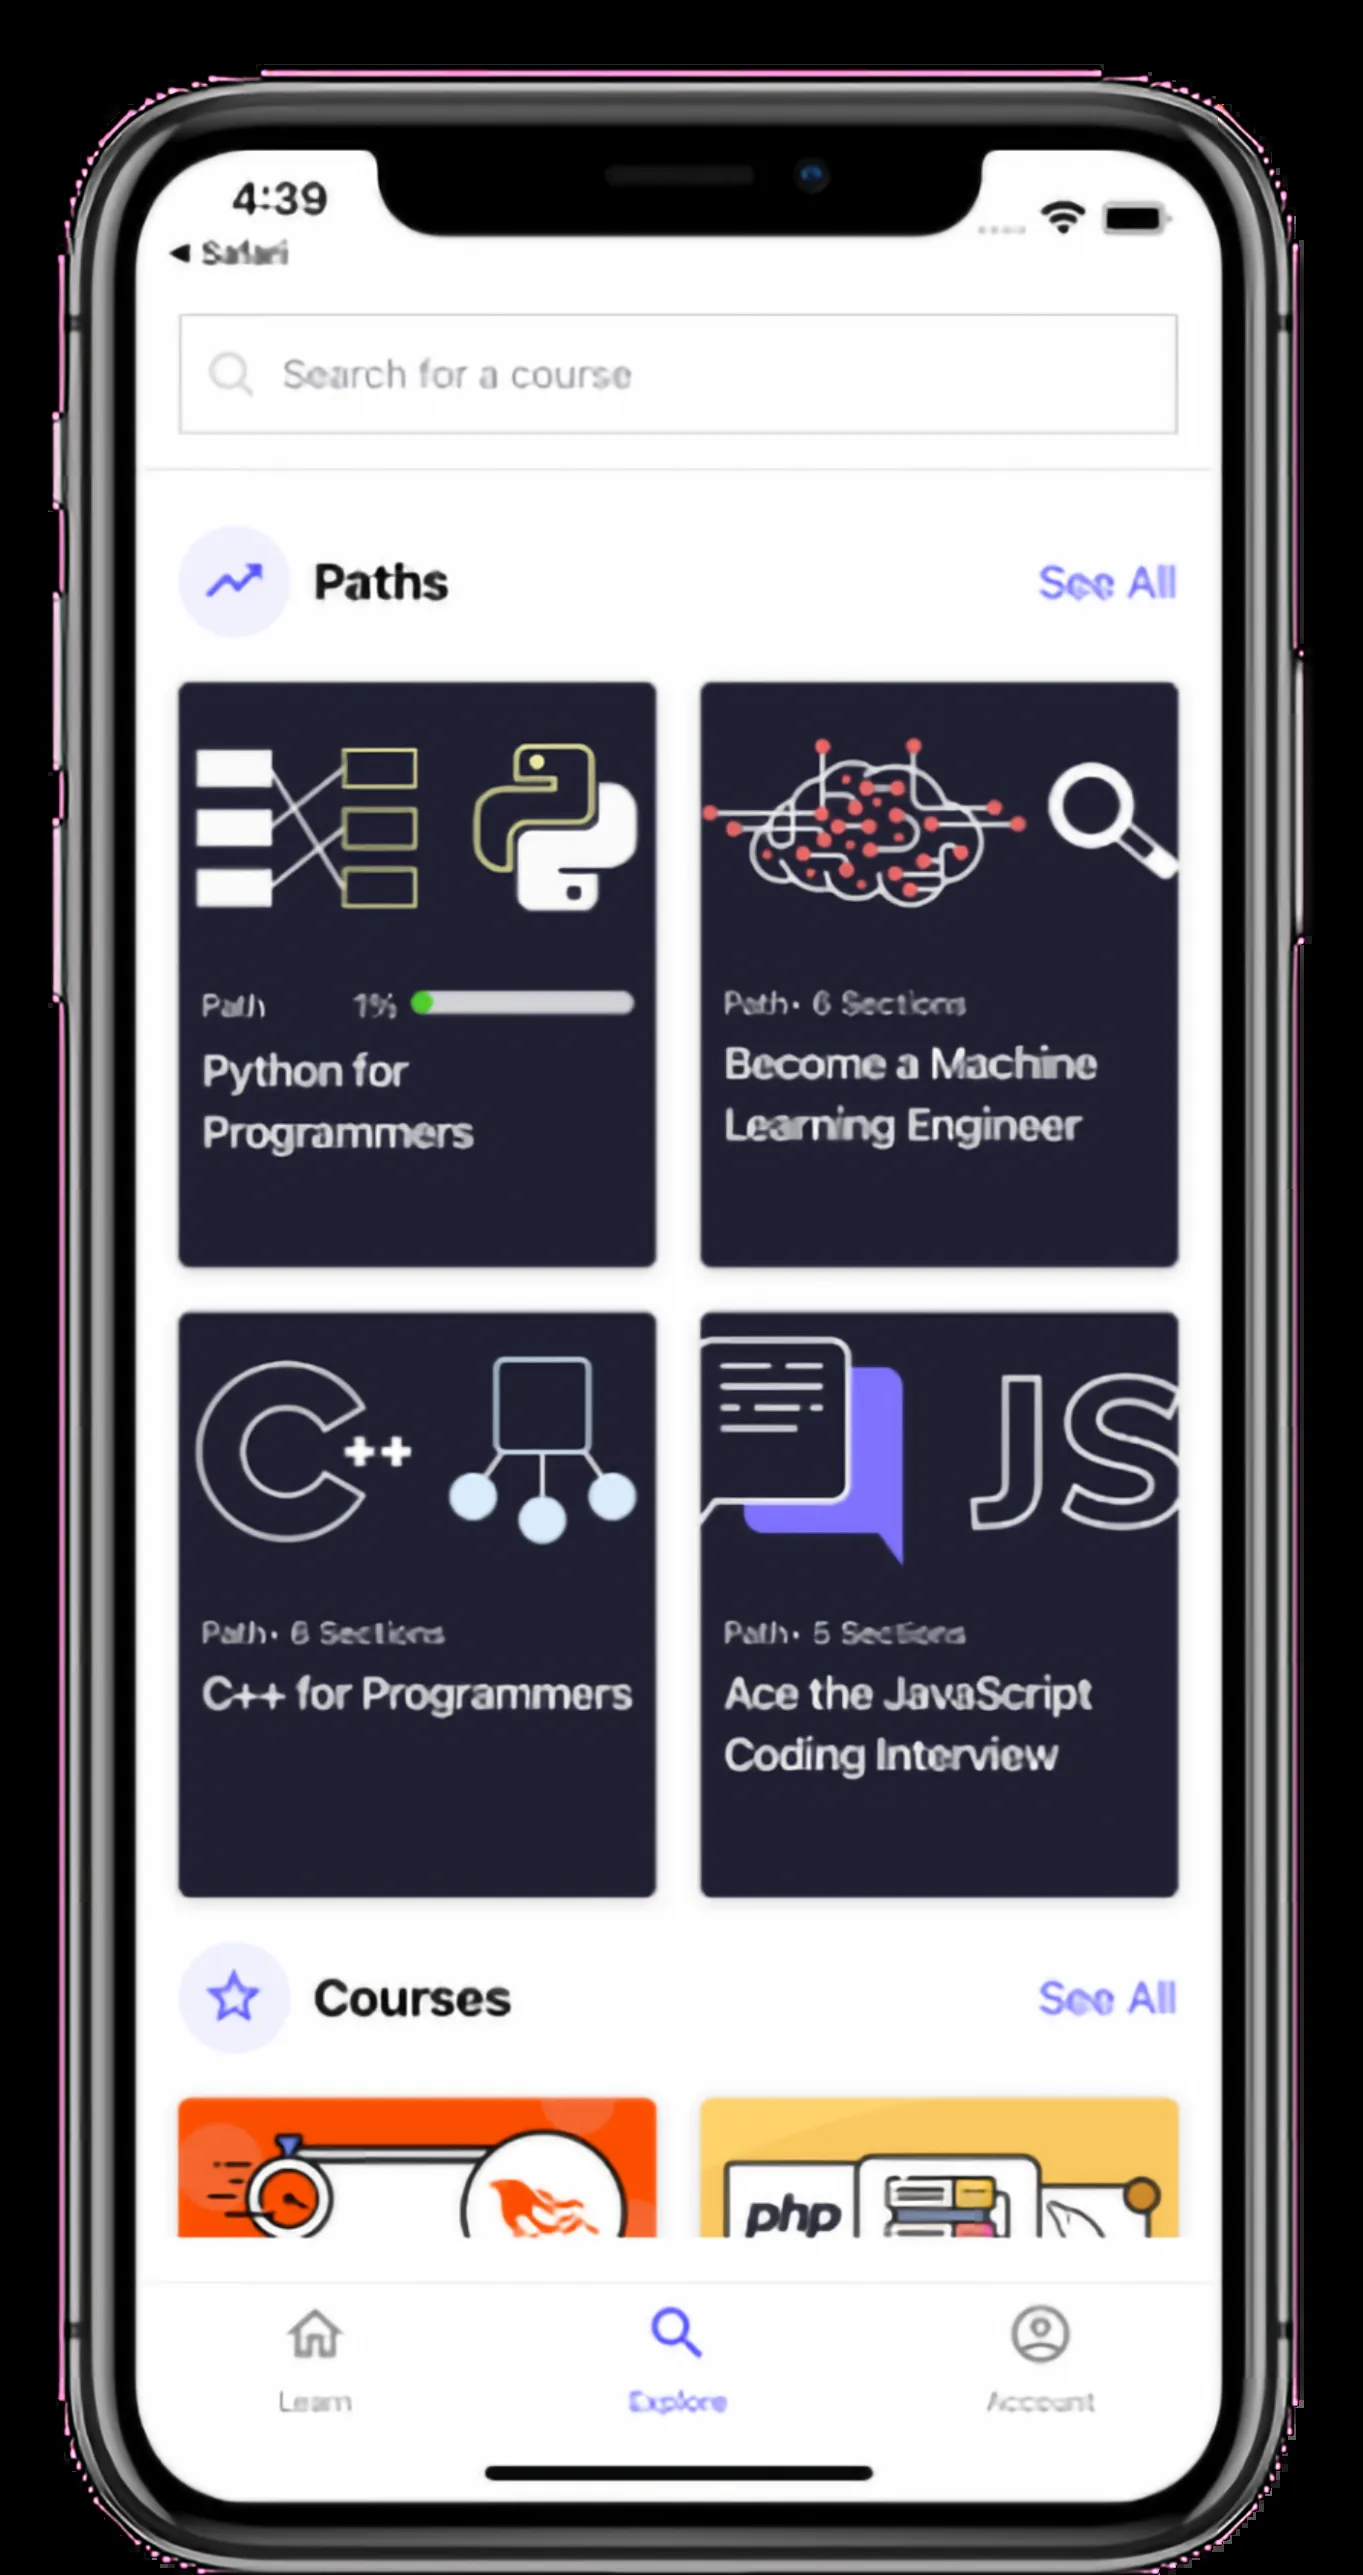 4:39
◀ Safari
Search for a course
Paths
See All
Path 1%
Python for
Programmers
Path · 6 Sections
Become a Machine
Learning Engineer
C++
JS
Path · 6 Sections
C++ for Programmers
Path · 5 Sections
Ace the JavaScript
Coding Interview
Courses
See All
php
Learn
Explore
Account